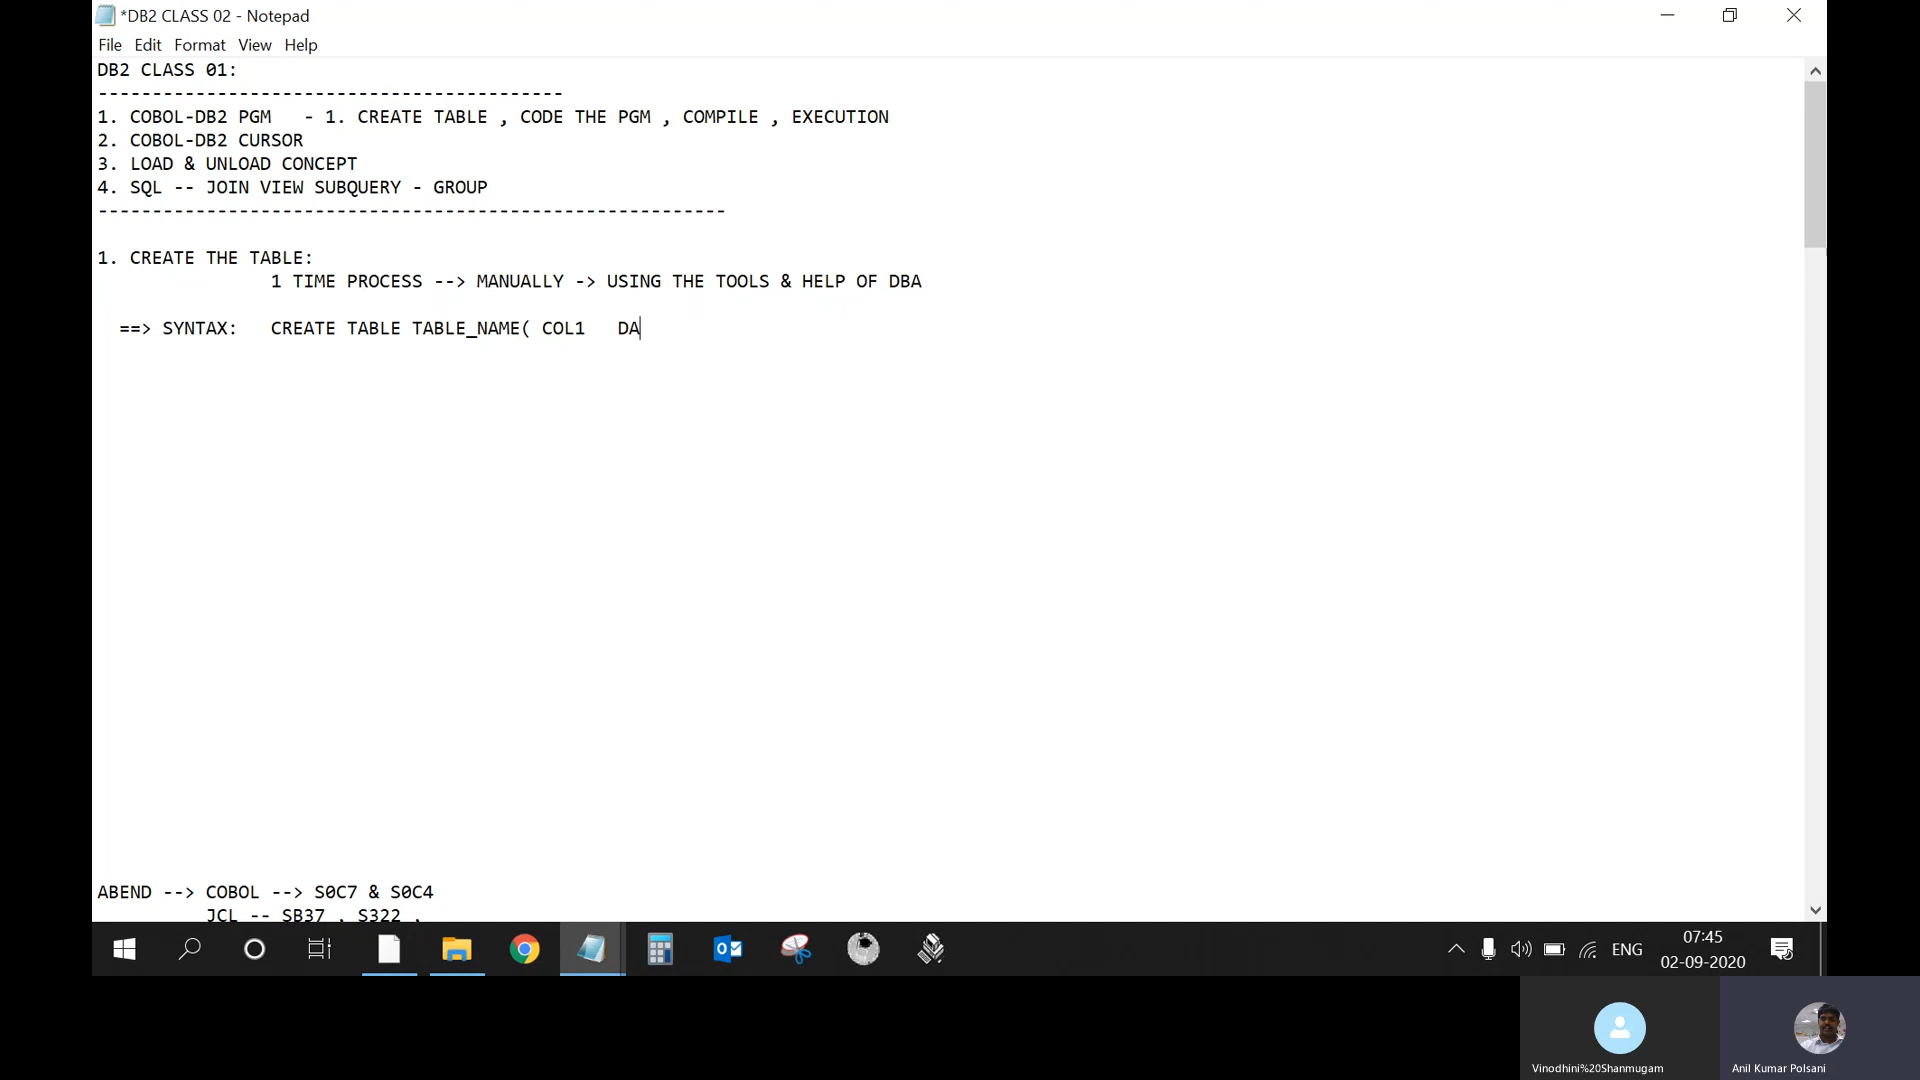 *DB2 CLASS 02 - Notepad
File Edit Format View Help
DB2 CLASS 01:
-------------------------------------------
1. COBOL-DB2 PGM   - 1. CREATE TABLE , CODE THE PGM , COMPILE , EXECUTION
2. COBOL-DB2 CURSOR
3. LOAD & UNLOAD CONCEPT
4. SQL -- JOIN VIEW SUBQUERY - GROUP
----------------------------------------------------------
1. CREATE THE TABLE:
1 TIME PROCESS --> MANUALLY -> USING THE TOOLS & HELP OF DBA
==> SYNTAX:   CREATE TABLE TABLE_NAME( COL1   DA
ABEND --> COBOL --> S0C7 & S0C4
JCL -- SB37 , S322 ,
ENG
07:45
02-09-2020
Vinodhini%20Shanmugam
Anil Kumar Polsani